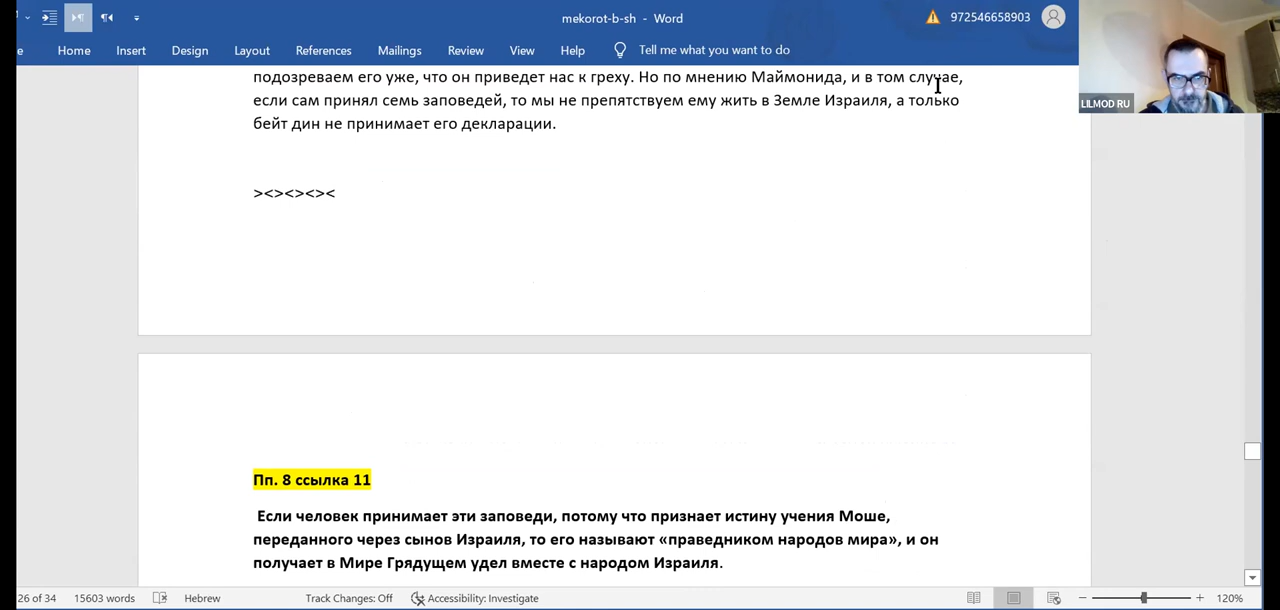 mekorot-b-sh - Word
972546658903
Home Insert Design Layout References Mailings Review View Help Tell me what you want to do
LILMOD RU
подозреваем его уже, что он приведет нас к греху. Но по мнению Маймонида, и в том случае,
если сам принял семь заповедей, то мы не препятствуем ему жить в Земле Израиля, а только
бейт дин не принимает его декларации.
><><><><
Пп. 8 ссылка 11
Если человек принимает эти заповеди, потому что признает истину учения Моше,
переданного через сынов Израиля, то его называют «праведником народов мира», и он
получает в Мире Грядущем удел вместе с народом Израиля.
26 of 34 15603 words Hebrew Track Changes: Off Accessibility: Investigate 120%